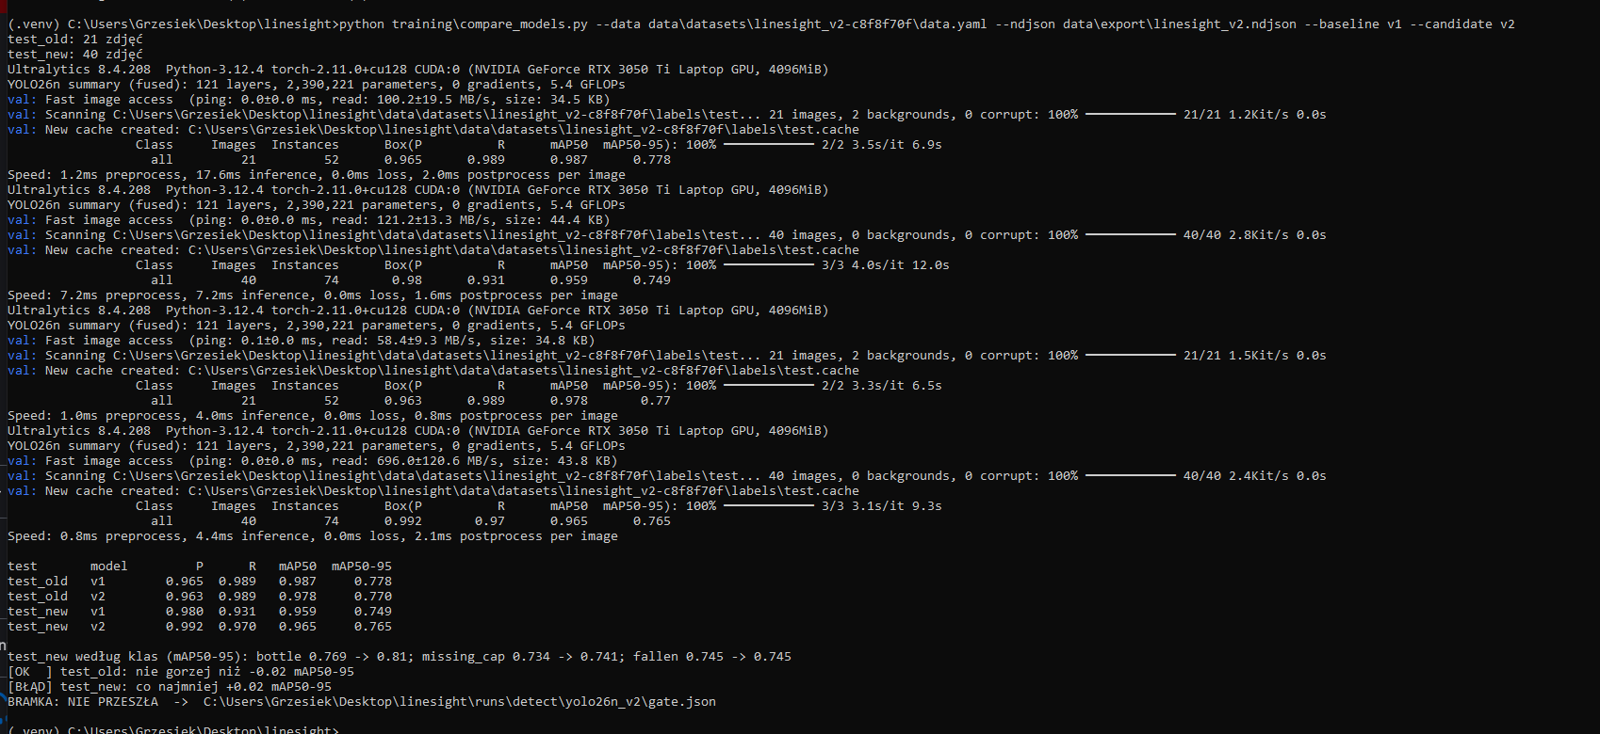 (.venv) C:\Users\Grzesiek\Desktop\linesight>python training\compare_models.py --data data\datasets\linesight_v2-c8f8f70f\data.yaml --ndjson data\export\linesight_v2.ndjson --baseline v1 --candidate v2
test_old: 21 zdjęć
test_new: 40 zdjęć
Ultralytics 8.4.208  Python-3.12.4 torch-2.11.0+cu128 CUDA:0 (NVIDIA GeForce RTX 3050 Ti Laptop GPU, 4096MiB)
YOLO26n summary (fused): 121 layers, 2,390,221 parameters, 0 gradients, 5.4 GFLOPs
val: Fast image access  (ping: 0.0±0.0 ms, read: 100.2±19.5 MB/s, size: 34.5 KB)
val: Scanning C:\Users\Grzesiek\Desktop\linesight\data\datasets\linesight_v2-c8f8f70f\labels\test... 21 images, 2 backgrounds, 0 corrupt: 100% ━━━━━━━━━━━━ 21/21 1.2Kit/s 0.0s
val: New cache created: C:\Users\Grzesiek\Desktop\linesight\data\datasets\linesight_v2-c8f8f70f\labels\test.cache
Class     Images  Instances      Box(P          R      mAP50  mAP50-95): 100% ━━━━━━━━━━━━ 2/2 3.5s/it 6.9s
all         21         52      0.965      0.989      0.987      0.778
Speed: 1.2ms preprocess, 17.6ms inference, 0.0ms loss, 2.0ms postprocess per image
Ultralytics 8.4.208  Python-3.12.4 torch-2.11.0+cu128 CUDA:0 (NVIDIA GeForce RTX 3050 Ti Laptop GPU, 4096MiB)
YOLO26n summary (fused): 121 layers, 2,390,221 parameters, 0 gradients, 5.4 GFLOPs
val: Fast image access  (ping: 0.0±0.0 ms, read: 121.2±13.3 MB/s, size: 44.4 KB)
val: Scanning C:\Users\Grzesiek\Desktop\linesight\data\datasets\linesight_v2-c8f8f70f\labels\test... 40 images, 0 backgrounds, 0 corrupt: 100% ━━━━━━━━━━━━ 40/40 2.8Kit/s 0.0s
val: New cache created: C:\Users\Grzesiek\Desktop\linesight\data\datasets\linesight_v2-c8f8f70f\labels\test.cache
Class     Images  Instances      Box(P          R      mAP50  mAP50-95): 100% ━━━━━━━━━━━━ 3/3 4.0s/it 12.0s
all         40         74       0.98      0.931      0.959      0.749
Speed: 7.2ms preprocess, 7.2ms inference, 0.0ms loss, 1.6ms postprocess per image
Ultralytics 8.4.208  Python-3.12.4 torch-2.11.0+cu128 CUDA:0 (NVIDIA GeForce RTX 3050 Ti Laptop GPU, 4096MiB)
YOLO26n summary (fused): 121 layers, 2,390,221 parameters, 0 gradients, 5.4 GFLOPs
val: Fast image access  (ping: 0.1±0.0 ms, read: 58.4±9.3 MB/s, size: 34.8 KB)
val: Scanning C:\Users\Grzesiek\Desktop\linesight\data\datasets\linesight_v2-c8f8f70f\labels\test... 21 images, 2 backgrounds, 0 corrupt: 100% ━━━━━━━━━━━━ 21/21 1.5Kit/s 0.0s
val: New cache created: C:\Users\Grzesiek\Desktop\linesight\data\datasets\linesight_v2-c8f8f70f\labels\test.cache
Class     Images  Instances      Box(P          R      mAP50  mAP50-95): 100% ━━━━━━━━━━━━ 2/2 3.3s/it 6.5s
all         21         52      0.963      0.989      0.978       0.77
Speed: 1.0ms preprocess, 4.0ms inference, 0.0ms loss, 0.8ms postprocess per image
Ultralytics 8.4.208  Python-3.12.4 torch-2.11.0+cu128 CUDA:0 (NVIDIA GeForce RTX 3050 Ti Laptop GPU, 4096MiB)
YOLO26n summary (fused): 121 layers, 2,390,221 parameters, 0 gradients, 5.4 GFLOPs
val: Fast image access  (ping: 0.0±0.0 ms, read: 696.0±120.6 MB/s, size: 43.8 KB)
val: Scanning C:\Users\Grzesiek\Desktop\linesight\data\datasets\linesight_v2-c8f8f70f\labels\test... 40 images, 0 backgrounds, 0 corrupt: 100% ━━━━━━━━━━━━ 40/40 2.4Kit/s 0.0s
val: New cache created: C:\Users\Grzesiek\Desktop\linesight\data\datasets\linesight_v2-c8f8f70f\labels\test.cache
Class     Images  Instances      Box(P          R      mAP50  mAP50-95): 100% ━━━━━━━━━━━━ 3/3 3.1s/it 9.3s
all         40         74      0.992       0.97      0.965      0.765
Speed: 0.8ms preprocess, 4.4ms inference, 0.0ms loss, 2.1ms postprocess per image
test       model         P      R   mAP50  mAP50-95
test_old   v1        0.965  0.989   0.987     0.778
test_old   v2        0.963  0.989   0.978     0.770
test_new   v1        0.980  0.931   0.959     0.749
test_new   v2        0.992  0.970   0.965     0.765
test_new według klas (mAP50-95): bottle 0.769 -> 0.81; missing_cap 0.734 -> 0.741; fallen 0.745 -> 0.745
[OK  ] test_old: nie gorzej niż -0.02 mAP50-95
[BŁĄD] test_new: co najmniej +0.02 mAP50-95
BRAMKA: NIE PRZESZŁA  ->  C:\Users\Grzesiek\Desktop\linesight\runs\detect\yolo26n_v2\gate.json
(.venv) C:\Users\Grzesiek\Desktop\linesight>